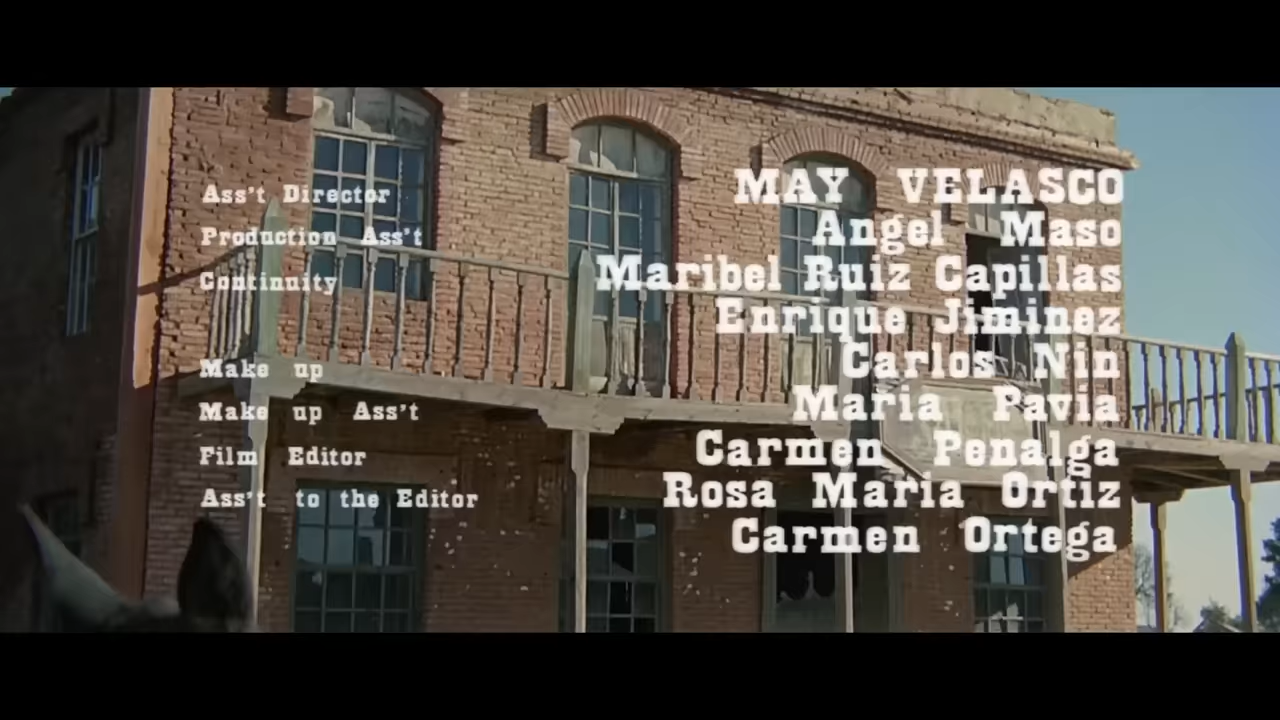 Ass't Director MAY VELASCO
Production Ass't Angel Maso
Continuity Maribel Ruiz Capillas
Enrique Jiminez
Make up Carlos Nin
Make up Ass't Maria Pavia
Film Editor Carmen Penalga
Ass't to the Editor Rosa Maria Ortiz
Carmen Ortega